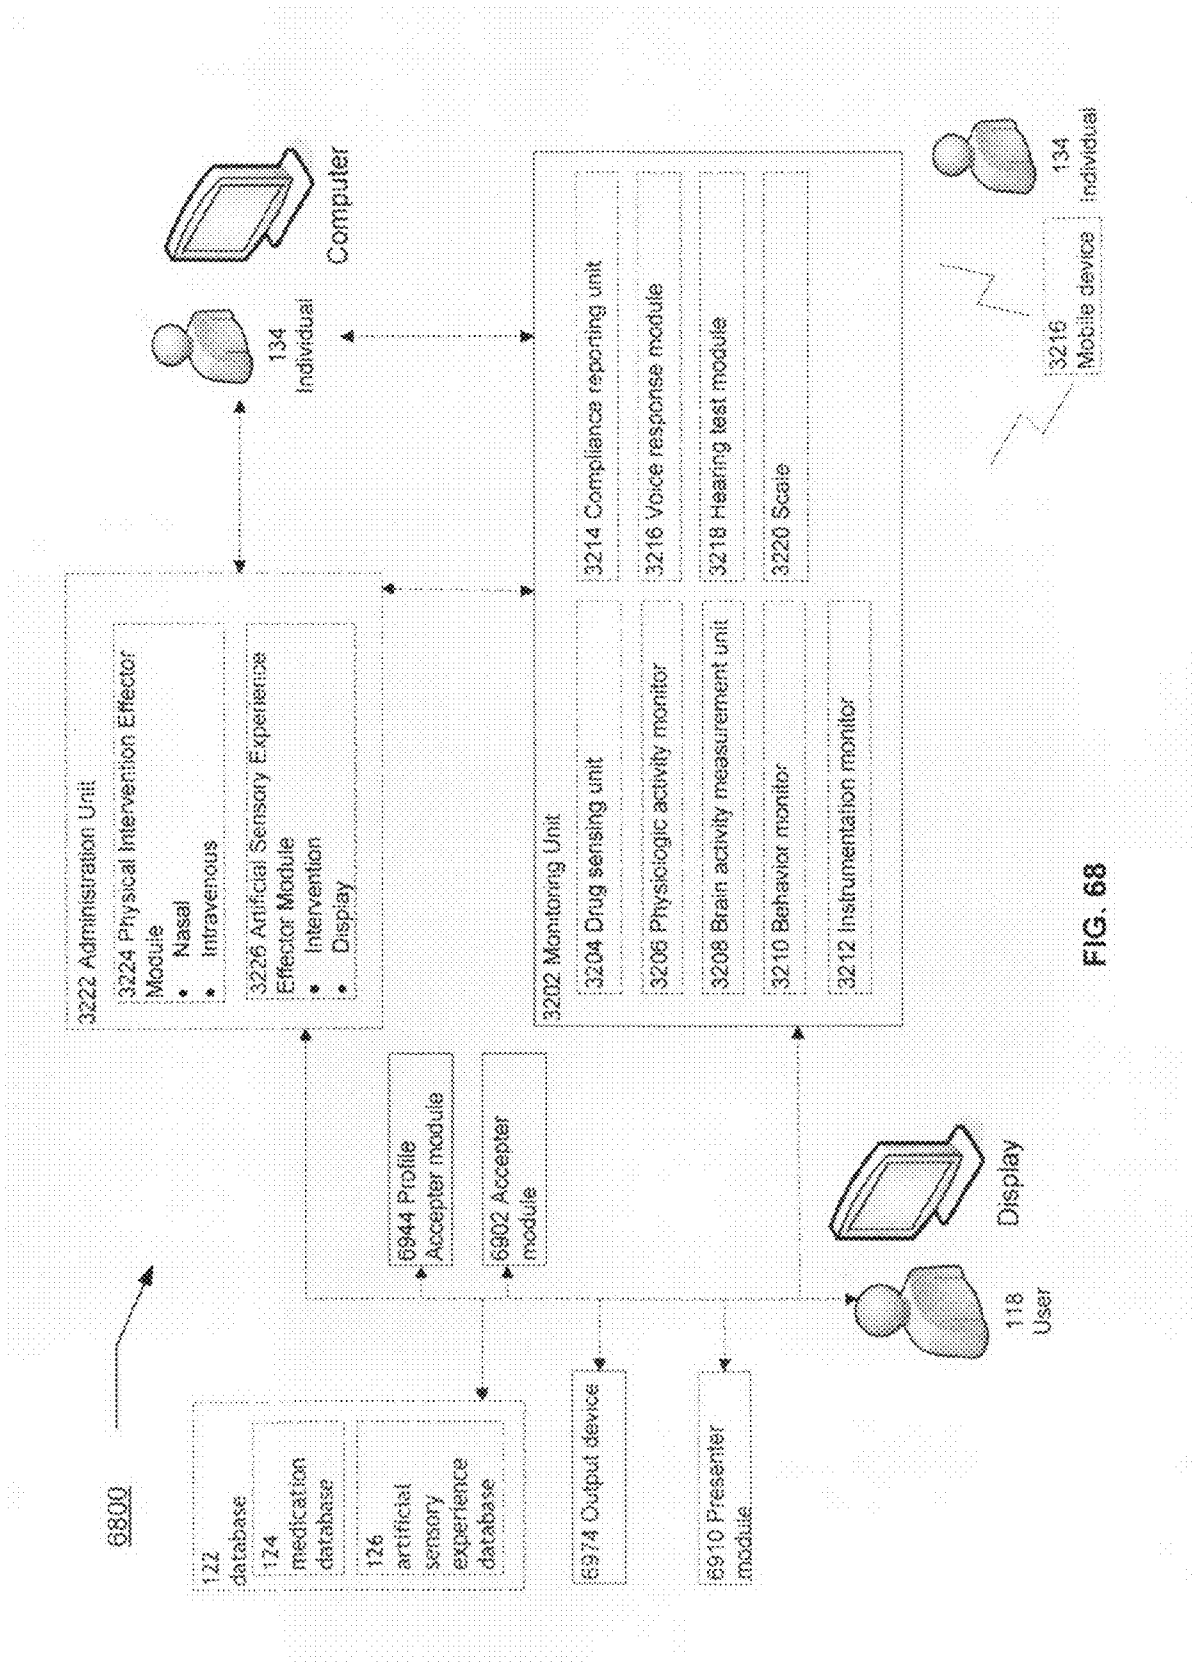 6800
122
database
124
medication
database
126
artificial
sensory
experience
database
6974 Output device
6910 Presenter
module
6944 Profile
Accepter module
6902 Accepter
module
118
User
Display
3222 Administration Unit
3224 Physical Intervention Effector
Module
• Nasal
• Intravenous
3226 Artificial Sensory Experience
Effector Module
• Intervention
• Display
3202 Monitoring Unit
3204 Drug sensing unit
3206 Physiologic activity monitor
3208 Brain activity measurement unit
3210 Behavior monitor
3212 Instrumentation monitor
3214 Compliance reporting unit
3216 Voice response module
3218 Hearing test module
3220 Scale
134
Individual
Computer
3216
Mobile device
134
Individual
FIG. 68